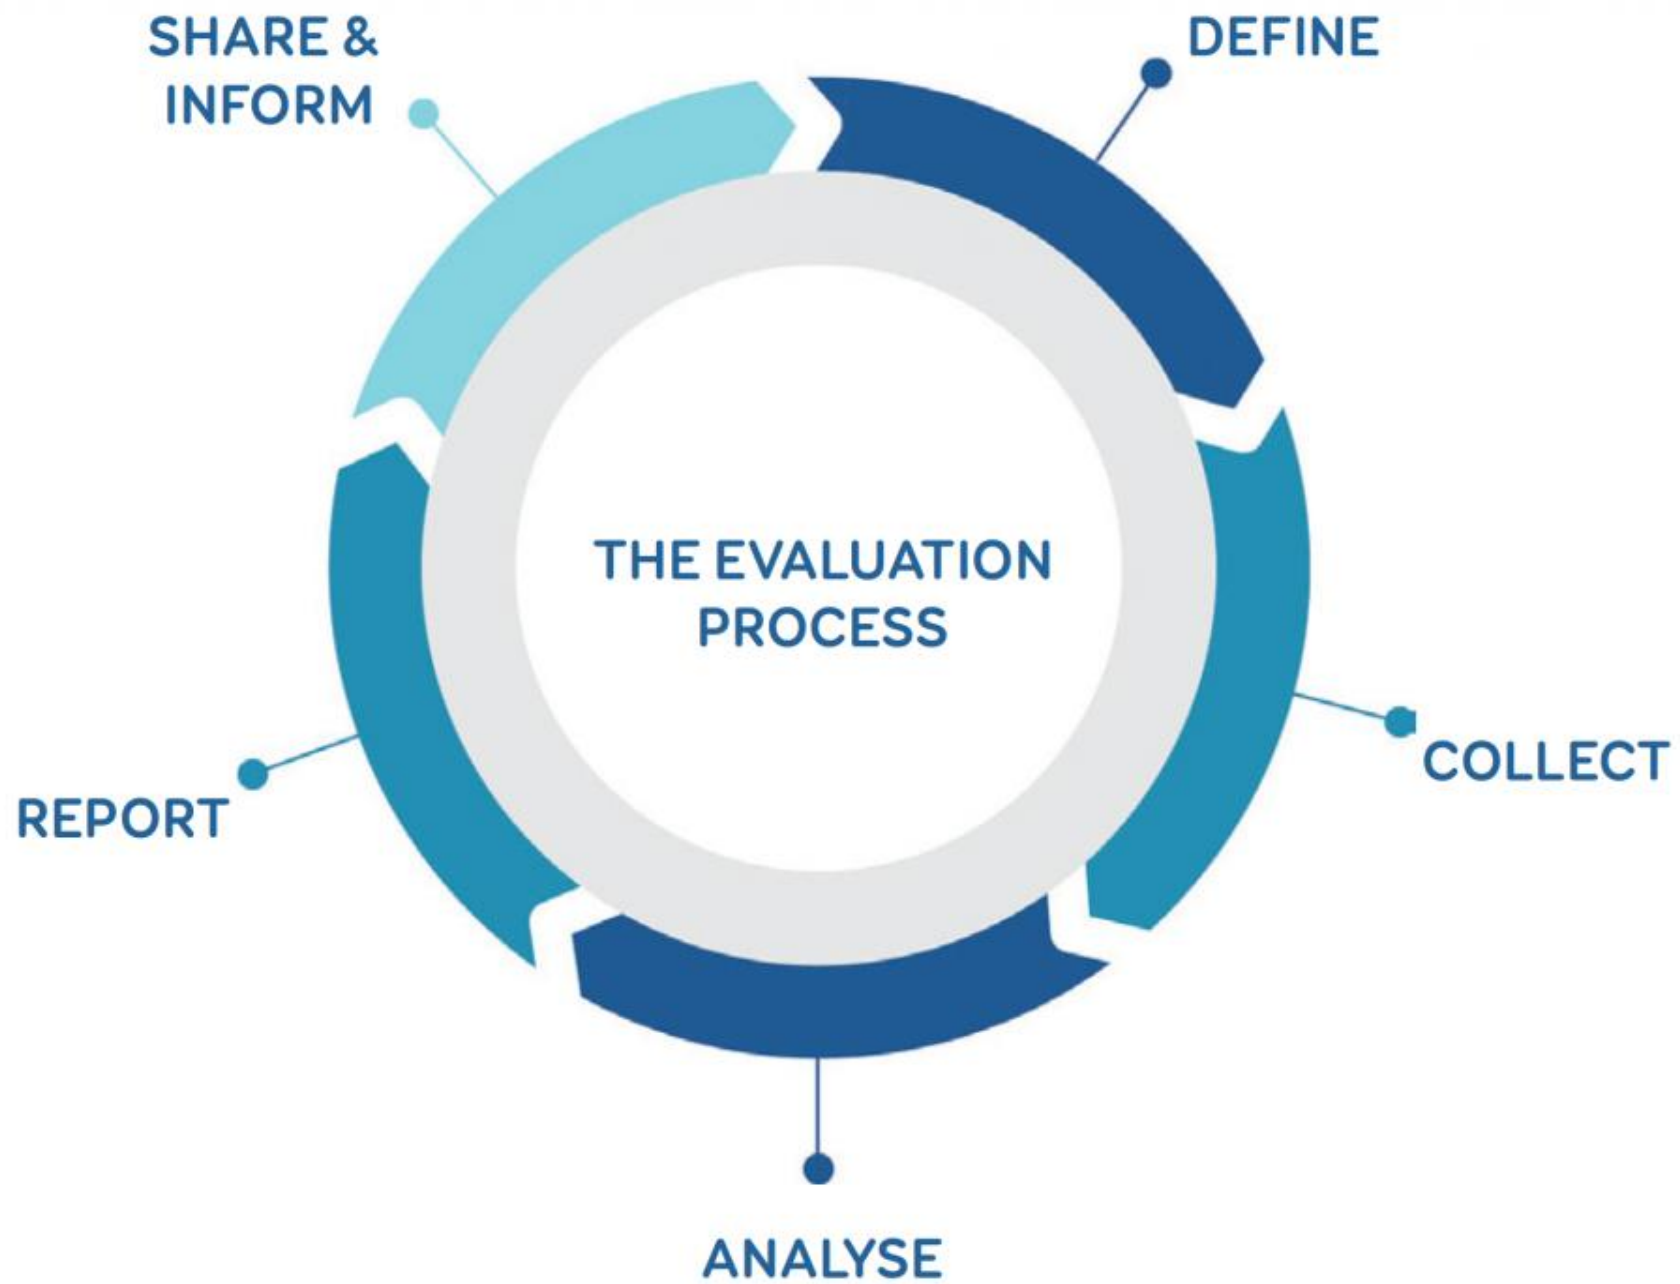 SHARE &
INFORM
DEFINE
THE EVALUATION
PROCESS
COLLECT
REPORT
ANALYSE